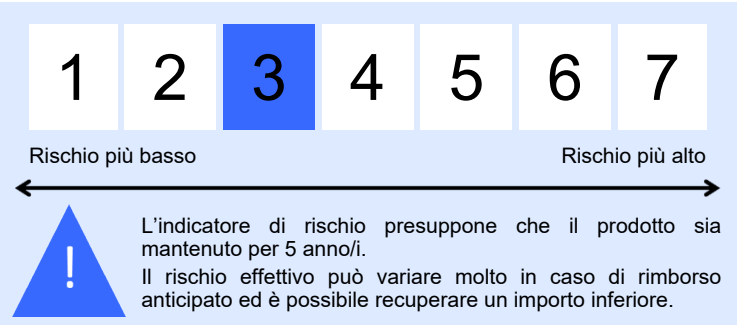 1 2 3 4 5 6 7
Rischio più basso Rischio più alto
!
L'indicatore di rischio presuppone che il prodotto sia
mantenuto per 5 anno/i.
Il rischio effettivo può variare molto in caso di rimborso
anticipato ed è possibile recuperare un importo inferiore.